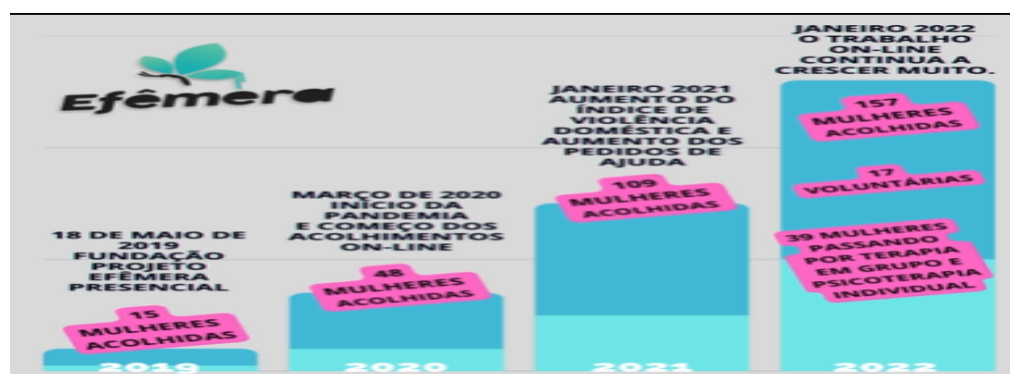 Efêmera
18 DE MAIO DE
2019
FUNDAÇÃO
PROJETO
EFÊMERA
PRESENCIAL
15
MULHERES
ACOLHIDAS
2019
MARÇO DE 2020
INÍCIO DA
PANDEMIA
E COMEÇO DOS
ACOLHIMENTOS
ON-LINE
48
MULHERES
ACOLHIDAS
2020
JANEIRO 2021
AUMENTO DO
ÍNDICE DE
VIOLÊNCIA
DOMÉSTICA E
AUMENTO DOS
PEDIDOS DE
AJUDA
109
MULHERES
ACOLHIDAS
2021
JANEIRO 2022
O TRABALHO
ON-LINE
CONTINUA A
CRESCER MUITO.
157
MULHERES
ACOLHIDAS
17
VOLUNTÁRIAS
39 MULHERES
PASSANDO
POR TERAPIA
EM GRUPO E
PSICOTERAPIA
INDIVIDUAL
2022